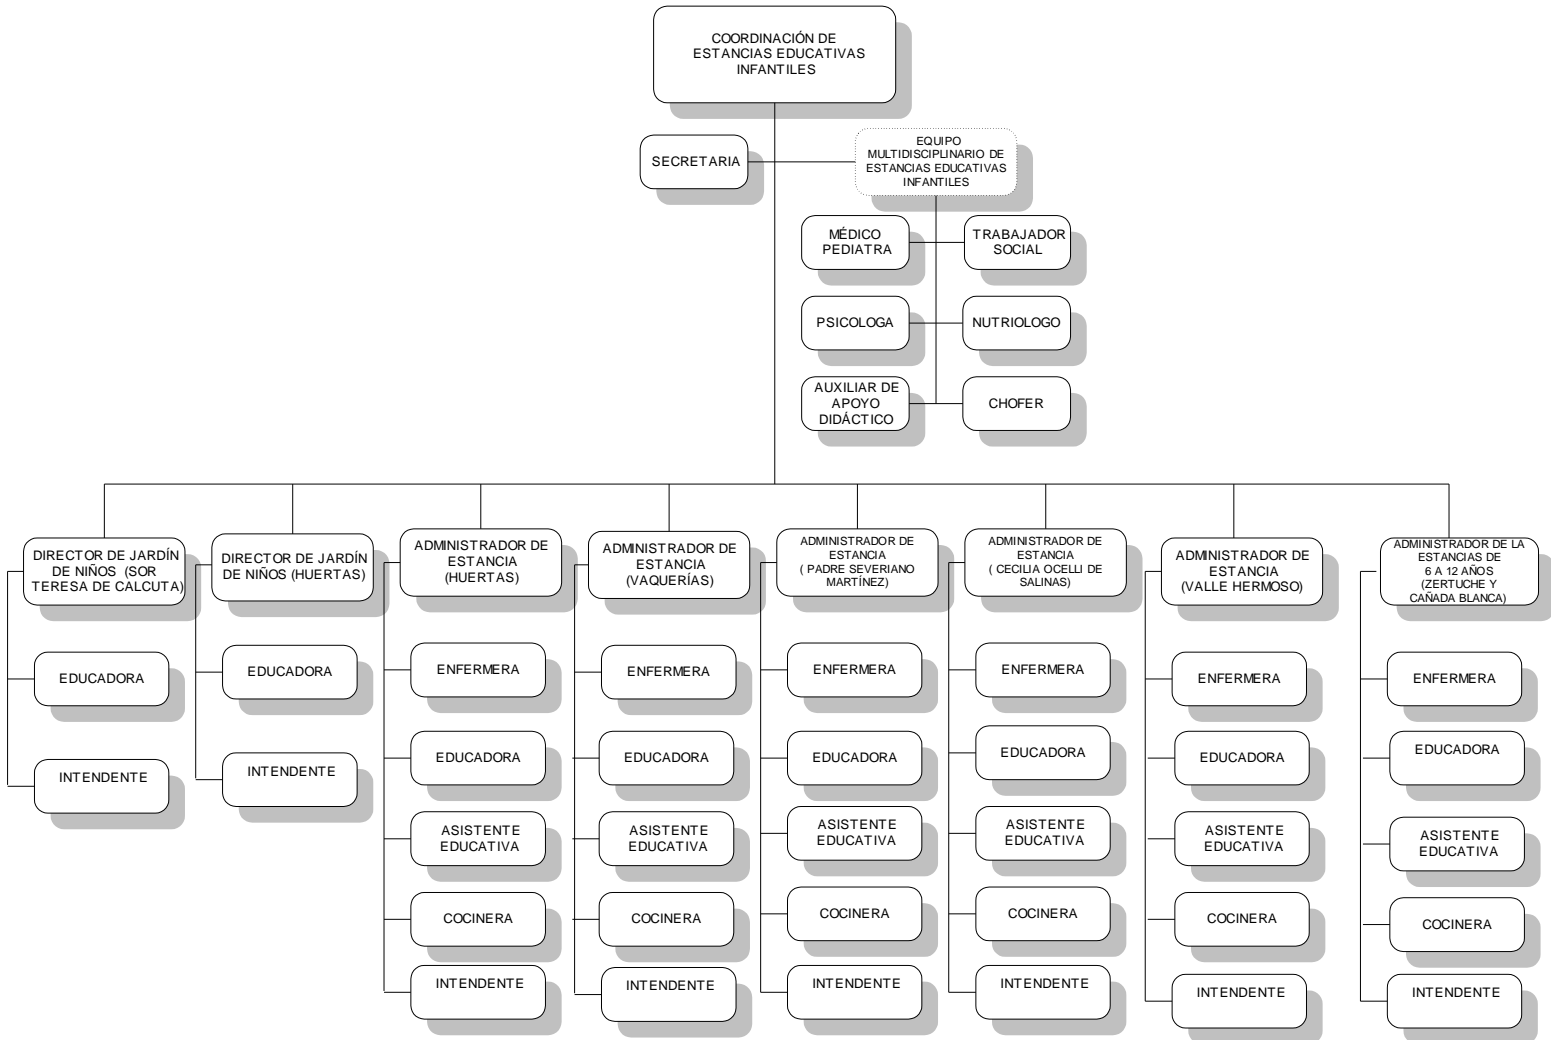 COORDINACIÓN DE
ESTANCIAS EDUCATIVAS
INFANTILES
SECRETARIA
EQUIPO
MULTIDISCIPLINARIO DE
ESTANCIAS EDUCATIVAS
INFANTILES
MÉDICO
PEDIATRA
TRABAJADOR
SOCIAL
PSICOLOGA
NUTRIOLOGO
AUXILIAR DE
APOYO
DIDÁCTICO
CHOFER
DIRECTOR DE JARDÍN
DE NIÑOS (SOR
TERESA DE CALCUTA)
EDUCADORA
INTENDENTE
DIRECTOR DE JARDÍN
DE NIÑOS (HUERTAS)
EDUCADORA
INTENDENTE
ADMINISTRADOR DE
ESTANCIA
(HUERTAS)
ENFERMERA
EDUCADORA
ASISTENTE
EDUCATIVA
COCINERA
INTENDENTE
ADMINISTRADOR DE
ESTANCIA
(VAQUERÍAS)
ENFERMERA
EDUCADORA
ASISTENTE
EDUCATIVA
COCINERA
INTENDENTE
ADMINISTRADOR DE
ESTANCIA
( PADRE SEVERIANO
MARTÍNEZ)
ENFERMERA
EDUCADORA
ASISTENTE
EDUCATIVA
COCINERA
INTENDENTE
ADMINISTRADOR DE
ESTANCIA
( CECILIA OCELLI DE
SALINAS)
ENFERMERA
EDUCADORA
ASISTENTE
EDUCATIVA
COCINERA
INTENDENTE
ADMINISTRADOR DE
ESTANCIA
(VALLE HERMOSO)
ENFERMERA
EDUCADORA
ASISTENTE
EDUCATIVA
COCINERA
INTENDENTE
ADMINISTRADOR DE LA
ESTANCIAS DE
6 A 12 AÑOS
(ZERTUCHE Y
CAÑADA BLANCA)
ENFERMERA
EDUCADORA
ASISTENTE
EDUCATIVA
COCINERA
INTENDENTE